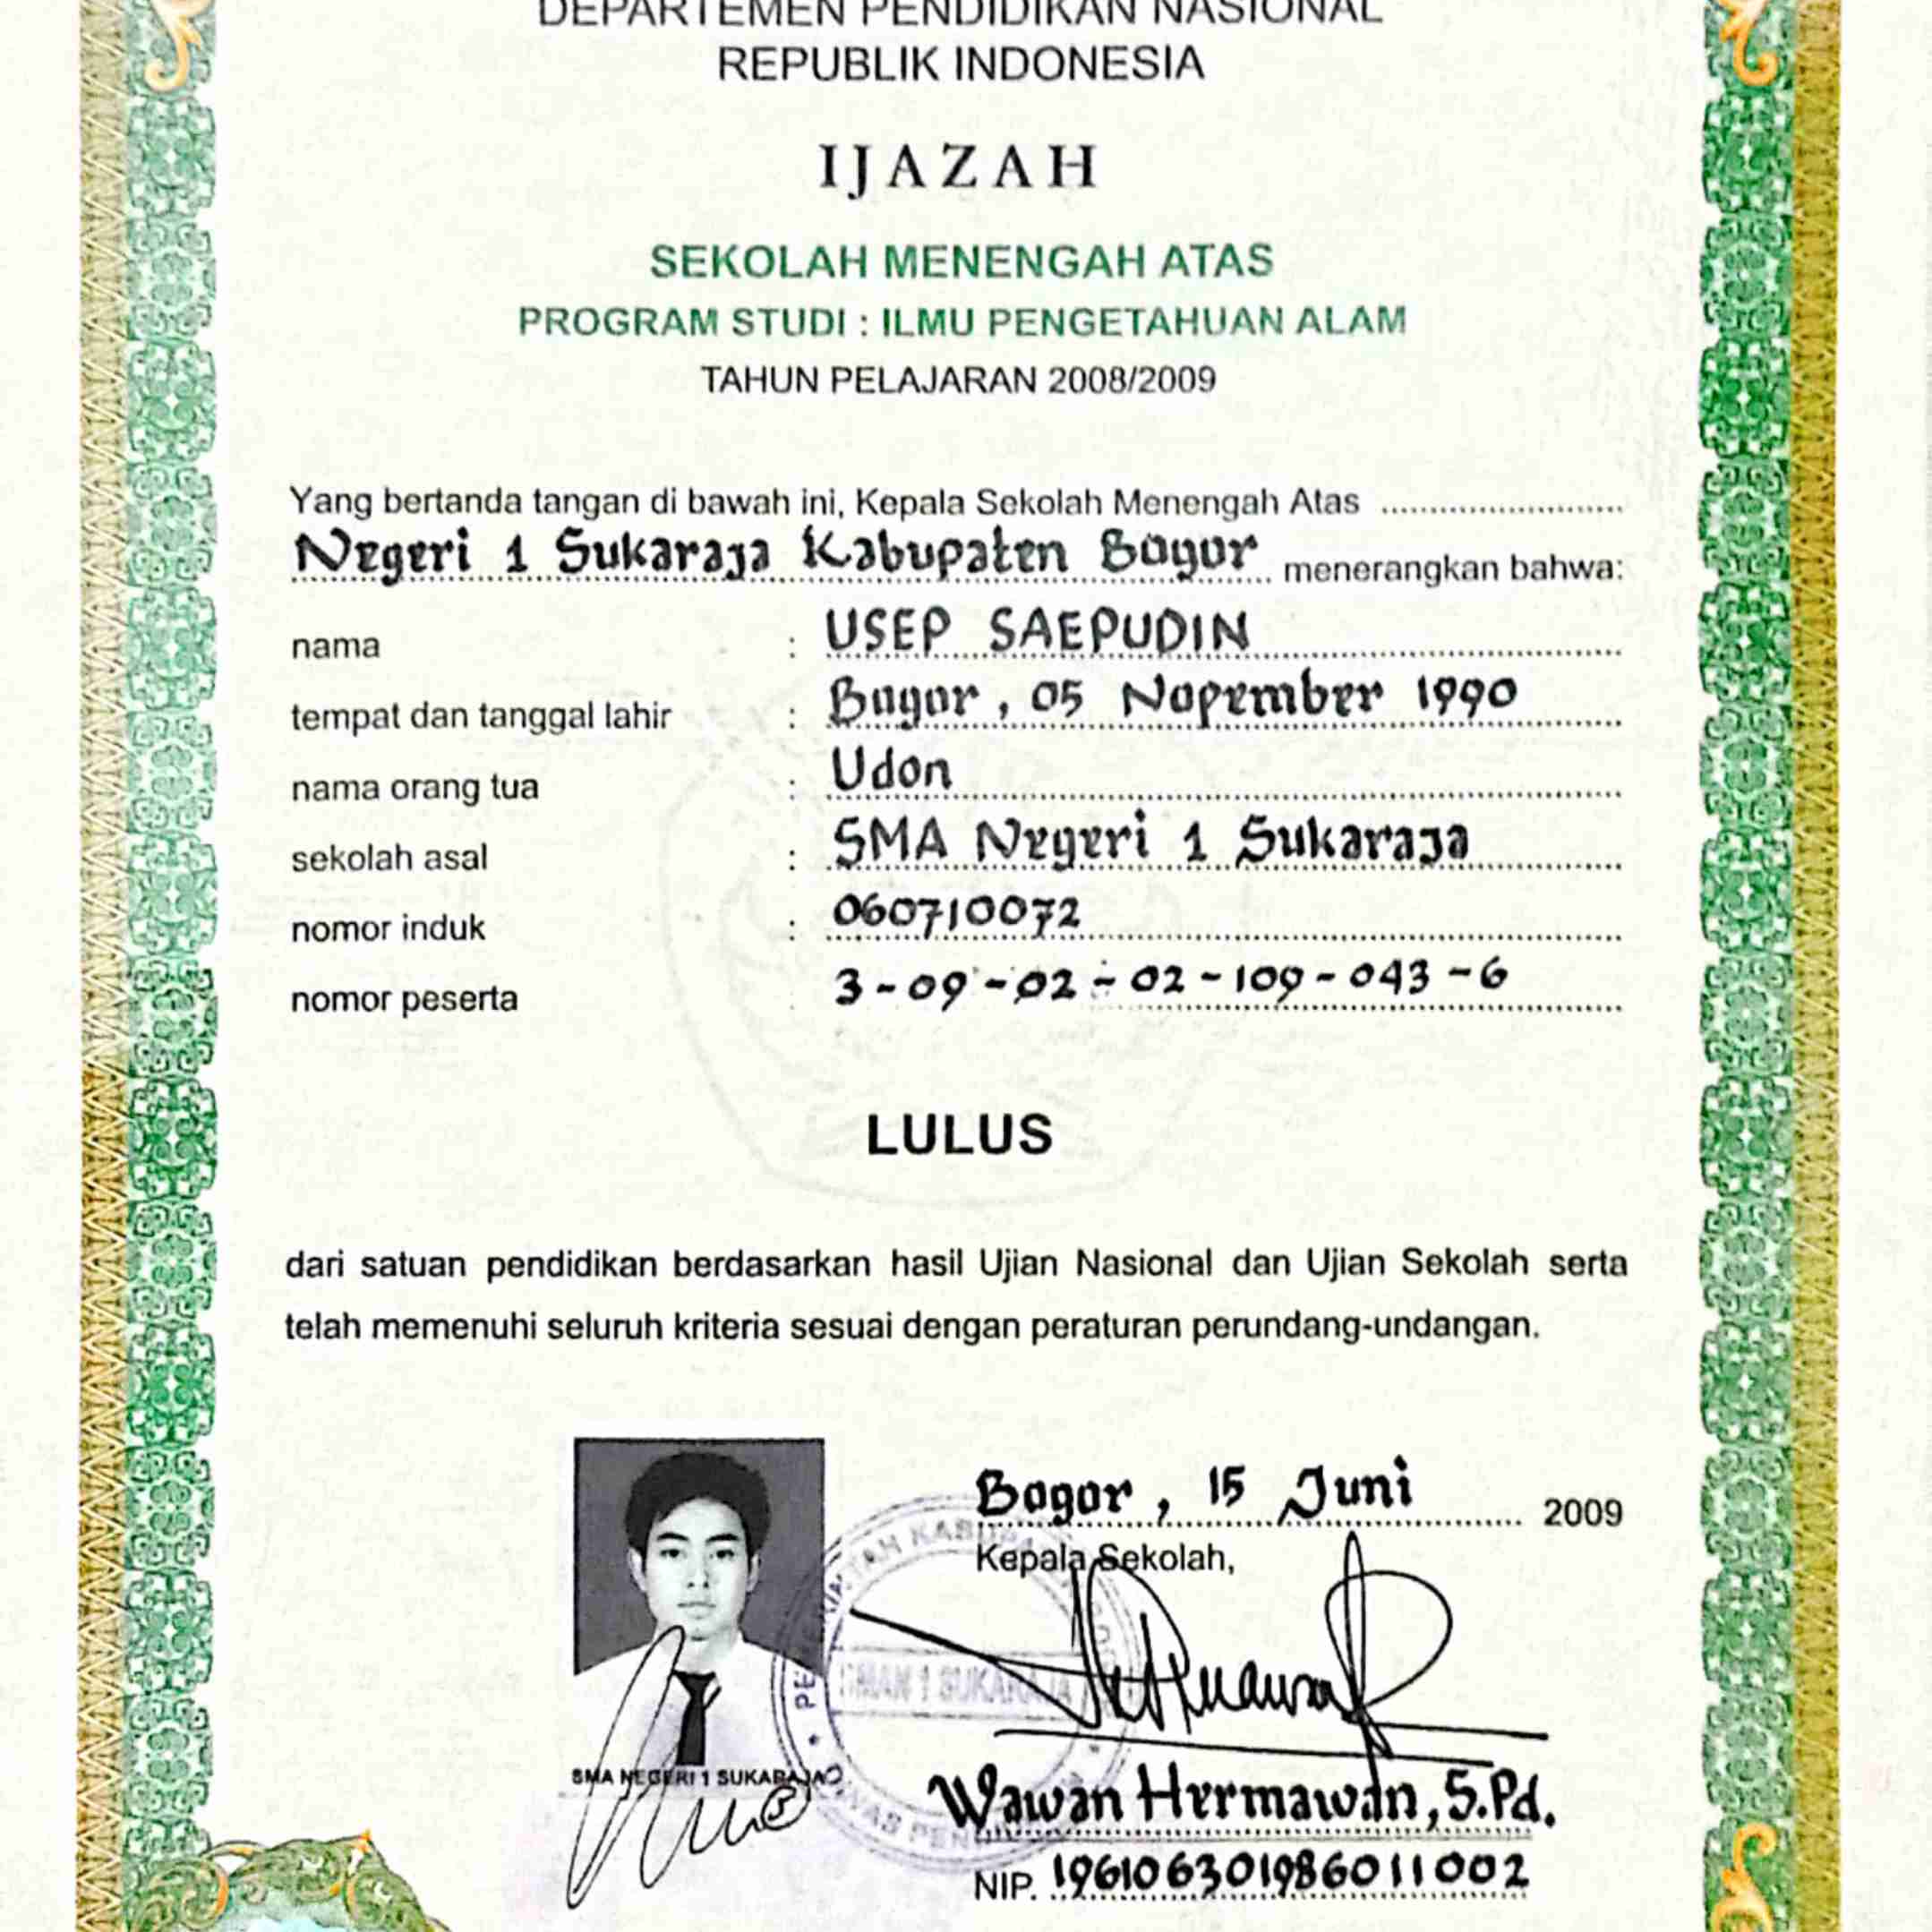 DEPARTEMEN PENDIDIKAN NASIONAL
REPUBLIK INDONESIA
IJAZAH
SEKOLAH MENENGAH ATAS
PROGRAM STUDI : ILMU PENGETAHUAN ALAM
TAHUN PELAJARAN 2008/2009
Yang bertanda tangan di bawah ini, Kepala Sekolah Menengah Atas ........................
Negeri 1 Sukaraja Kabupaten Bogor menerangkan bahwa:
nama : USEP SAEPUDIN
tempat dan tanggal lahir : Bogor, 05 Nopember 1990
nama orang tua : Udon
sekolah asal : SMA Negeri 1 Sukaraja
nomor induk : 060710072
nomor peserta : 3-09-02-02-109-043-6
LULUS
dari satuan pendidikan berdasarkan hasil Ujian Nasional dan Ujian Sekolah serta
telah memenuhi seluruh kriteria sesuai dengan peraturan perundang-undangan.
Bogor, 15 Juni 2009
Kepala Sekolah,
SMAN 1 SUKARAJA
SMA NEGERI 1 SUKARAJA
Wawan Hermawan, S.Pd.
NIP. 196106301986011002